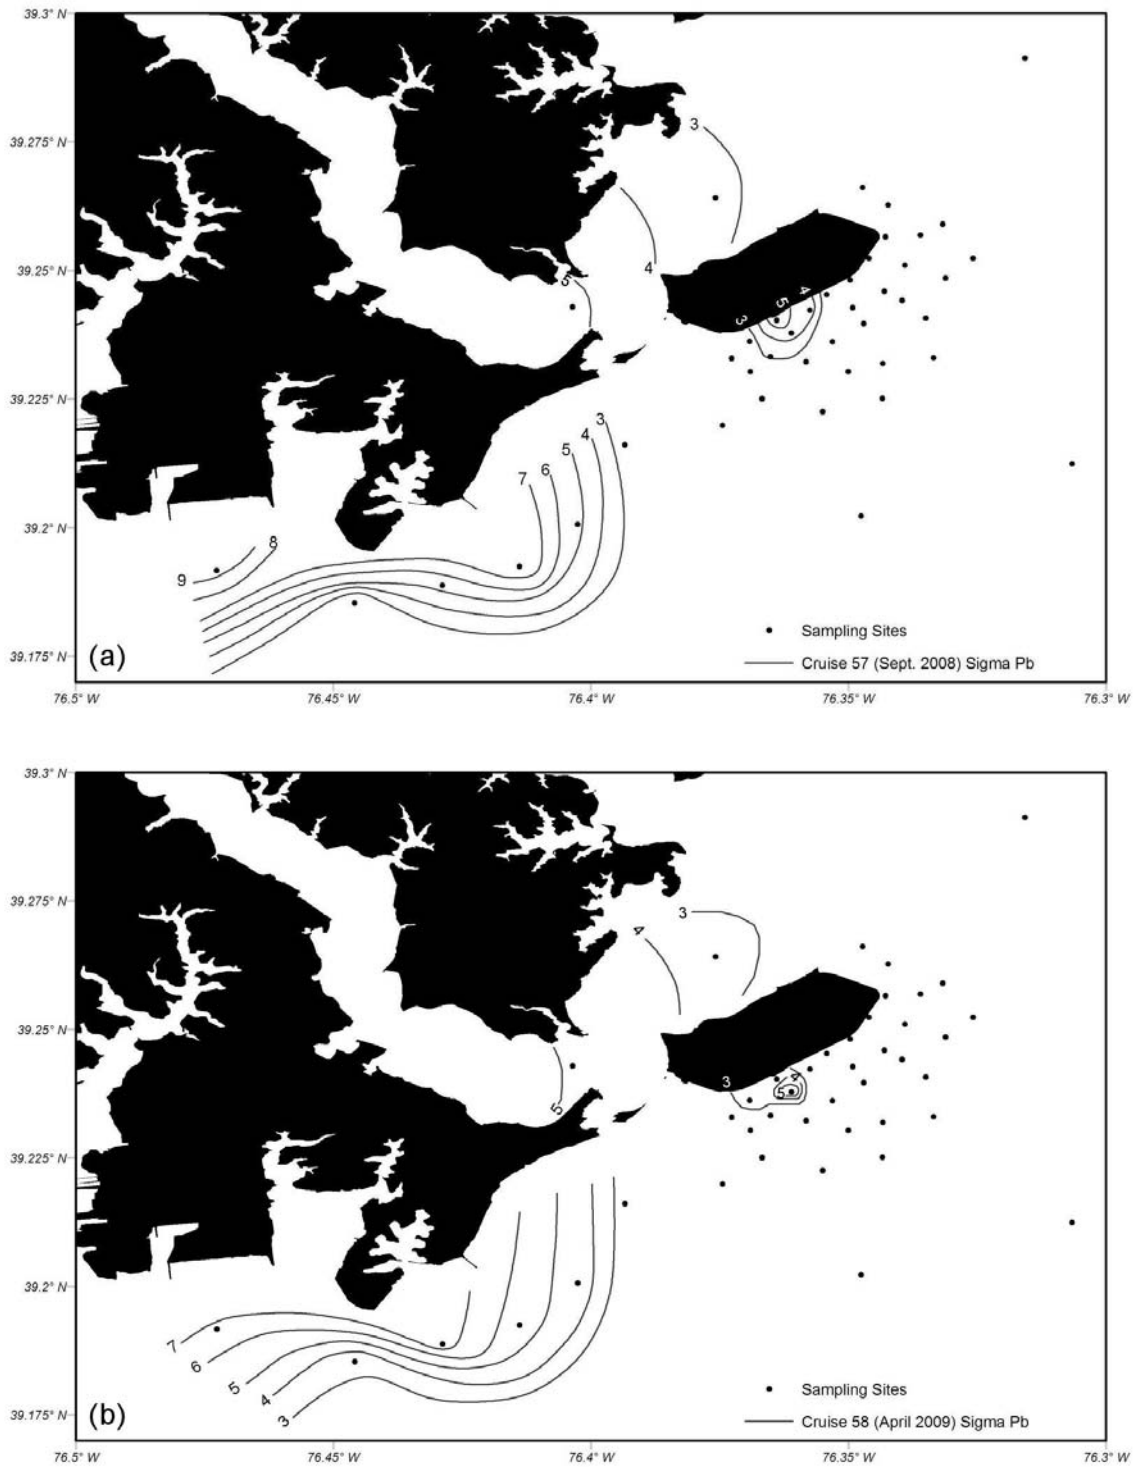 39.3° N
3
39.275° N
4
39.25° N
5
4
5
3
39.225° N
3
4
5
6
7
39.2° N
8
9
Sampling Sites
(a)
Cruise 57 (Sept. 2008) Sigma Pb
39.175° N
76.5° W 76.45° W 76.4° W 76.35° W 76.3° W
39.3° N
39.275° N
3
4
39.25° N
4
3
5
5
39.225° N
39.2° N
7
6
5
4
3
Sampling Sites
(b)
Cruise 58 (April 2009) Sigma Pb
39.175° N
76.5° W 76.45° W 76.4° W 76.35° W 76.3° W